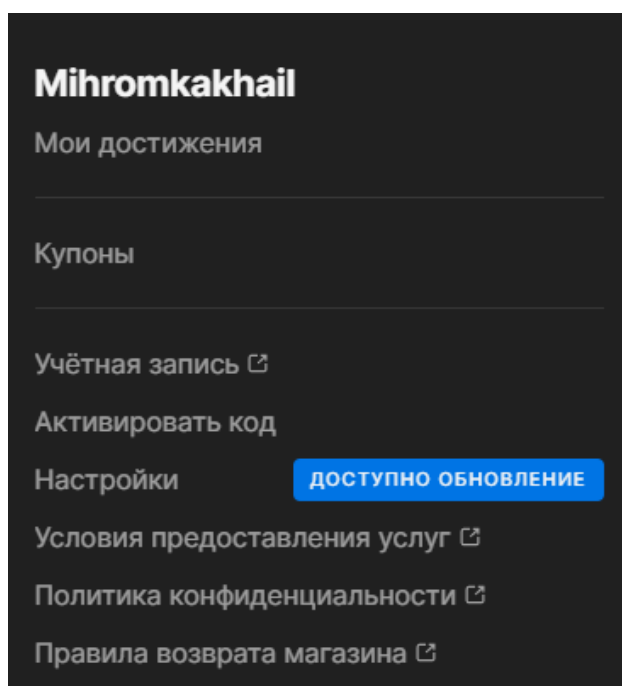 Mihromkakhail
Мои достижения
Купоны
Учётная запись
Активировать код
Настройки ДОСТУПНО ОБНОВЛЕНИЕ
Условия предоставления услуг
Политика конфиденциальности
Правила возврата магазина